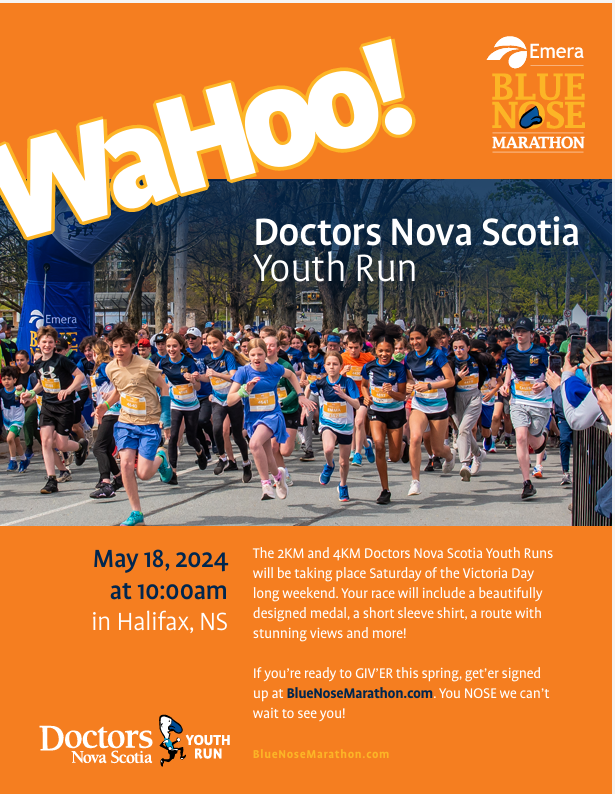 WaHoo!
Emera
BLUE
NOSE
MARATHON
Doctors Nova Scotia
Youth Run
Emera
May 18, 2024
at 10:00am
in Halifax, NS
The 2KM and 4KM Doctors Nova Scotia Youth Runs
will be taking place Saturday of the Victoria Day
long weekend. Your race will include a beautifully
designed medal, a short sleeve shirt, a route with
stunning views and more!
If you're ready to GIV'ER this spring, get'er signed
up at BlueNoseMarathon.com. You NOSE we can't
wait to see you!
Doctors
Nova Scotia
YOUTH
RUN
BlueNoseMarathon.com